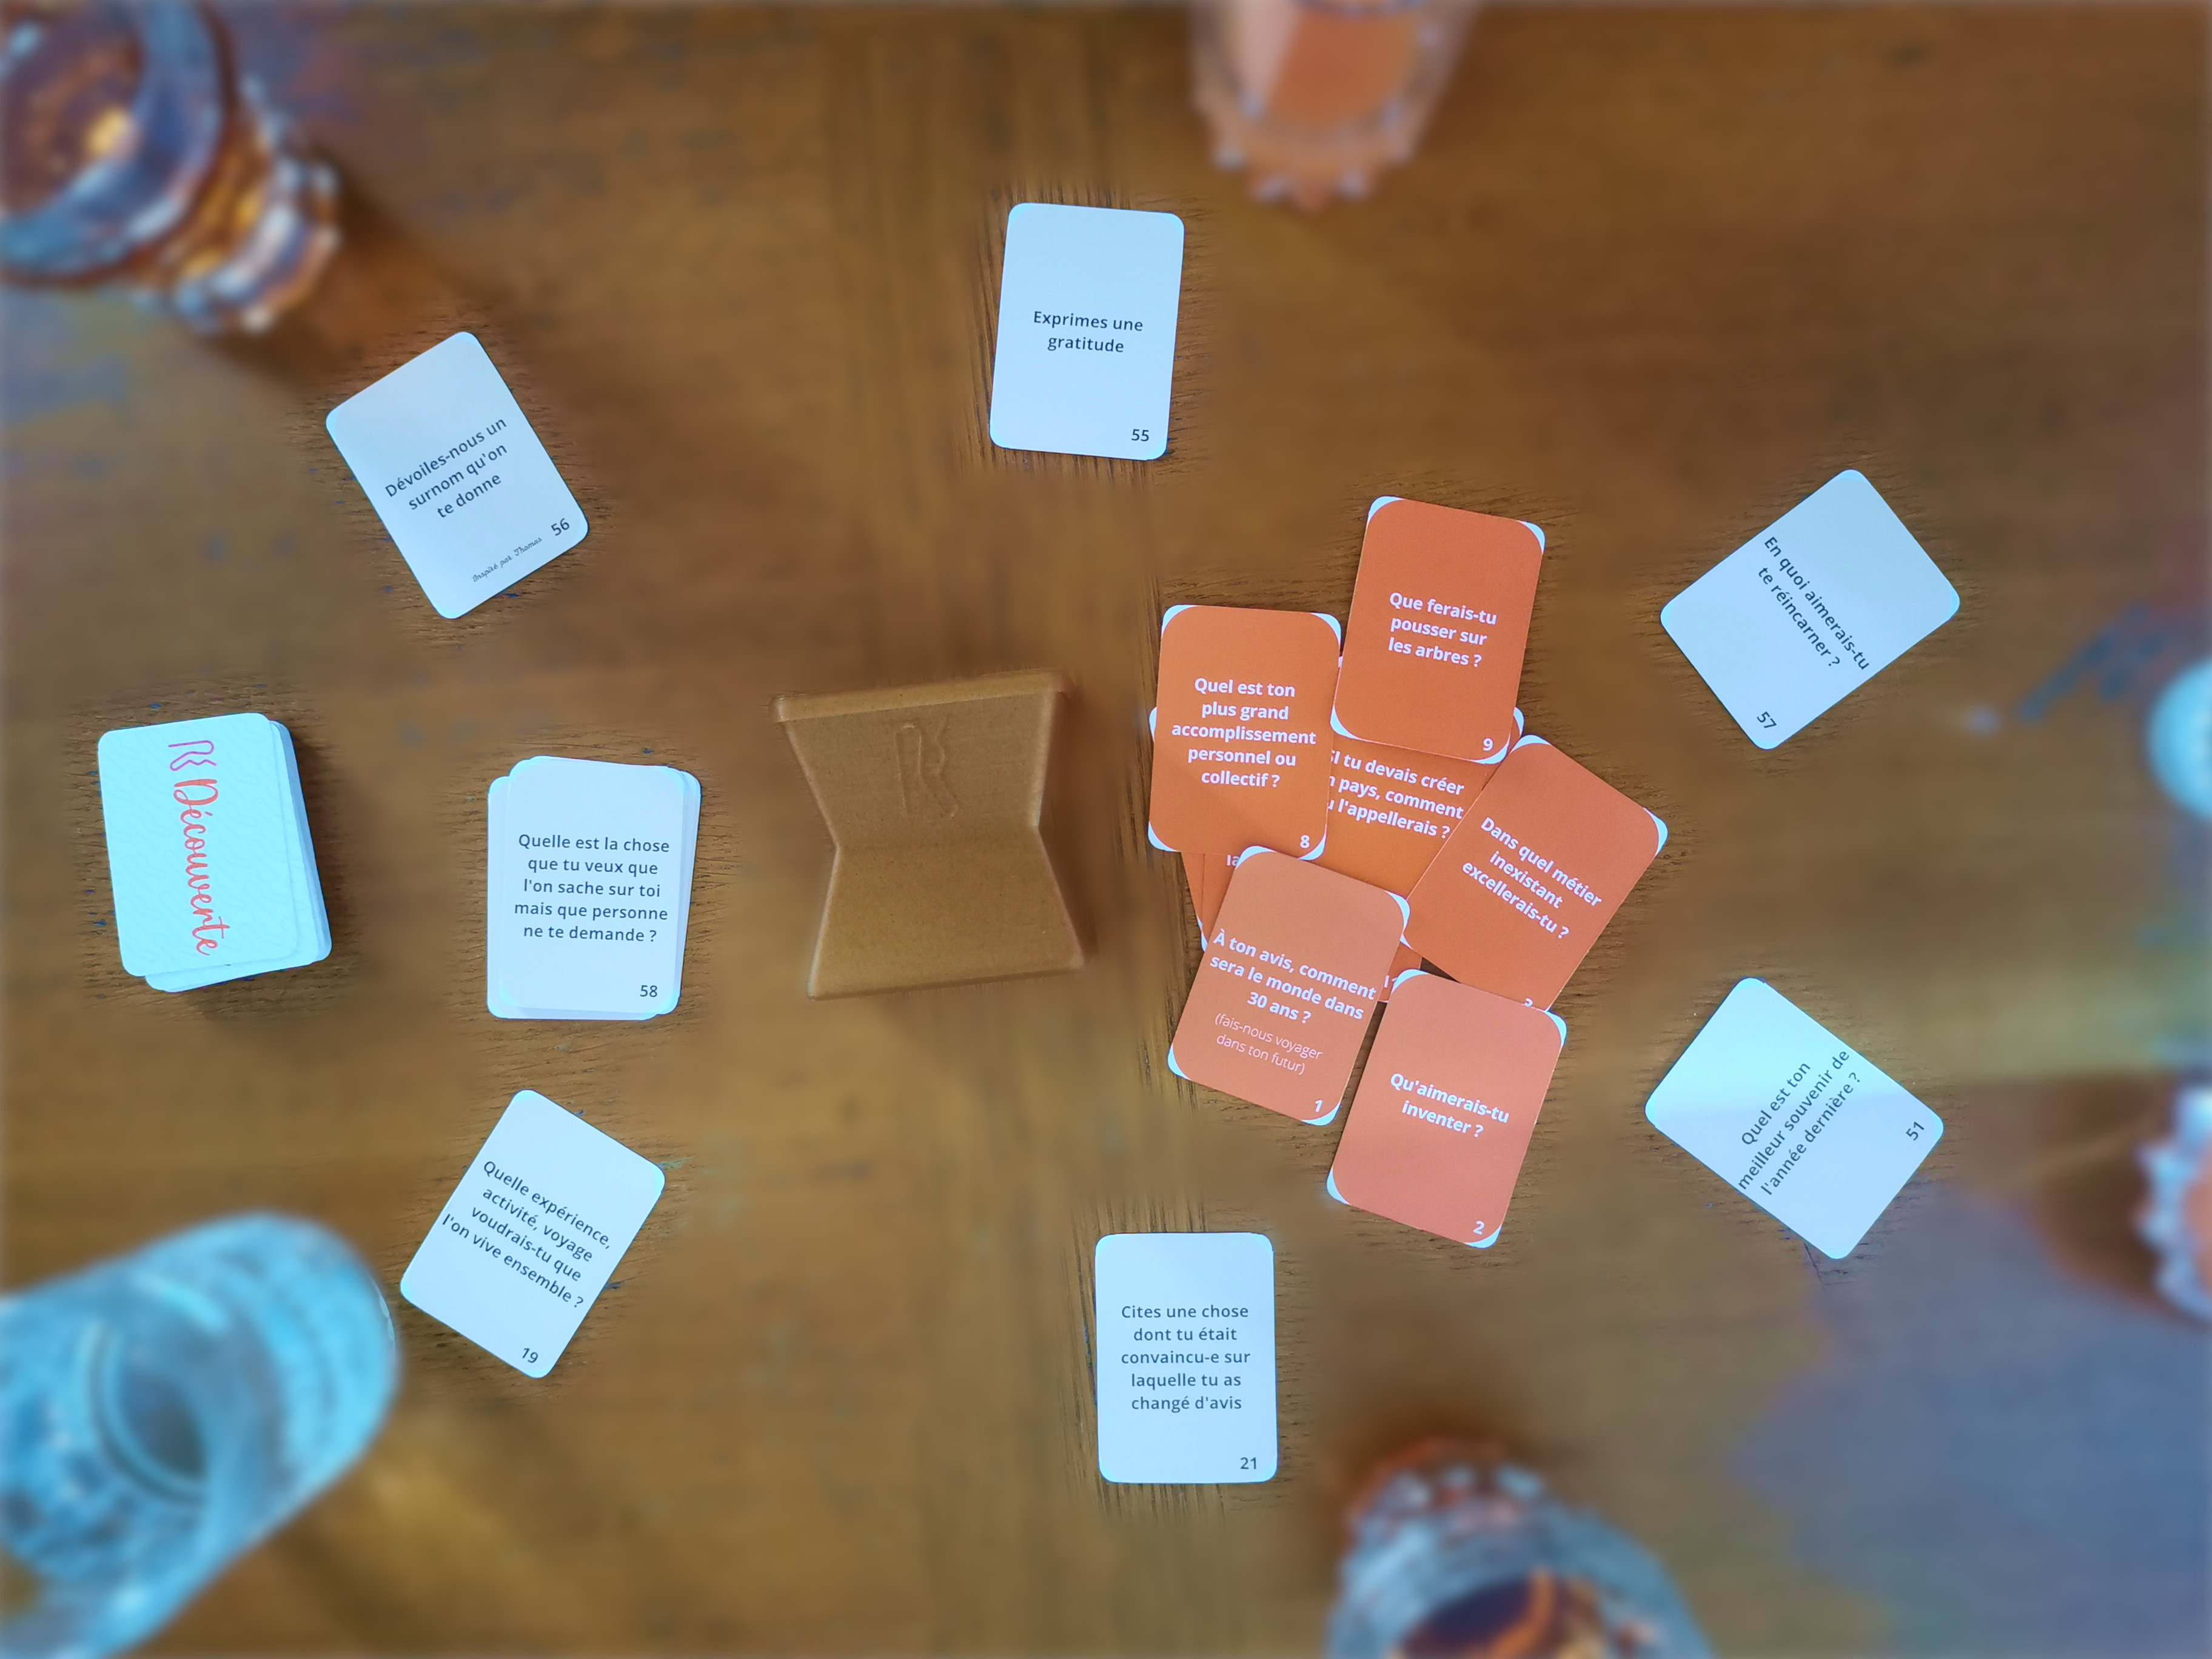 Exprimes une
gratitude
55
Dévoiles-nous un
surnom qu'on
te donne
56
Inspiré par Thomas
En quoi aimerais-tu
te réincarner ?
57
Que ferais-tu
pousser sur
les arbres ?
9
Quel est ton
plus grand
accomplissement
personnel ou
collectif ?
8
SI tu devais créer
pays, comment
l'appellerais ?
Dans quel métier
inexistant
excellerais-tu ?
3
À ton avis, comment
sera le monde dans
30 ans ?
(fais-nous voyager
dans ton futur)
1
Qu'aimerais-tu
inventer ?
2
Découverte
Quelle est la chose
que tu veux que
l'on sache sur toi
mais que personne
ne te demande ?
58
Quel est ton
meilleur souvenir de
l'année dernière ?
51
Quelle expérience,
activité, voyage
voudrais-tu que
l'on vive ensemble ?
19
Cites une chose
dont tu était
convaincu-e sur
laquelle tu as
changé d'avis
21